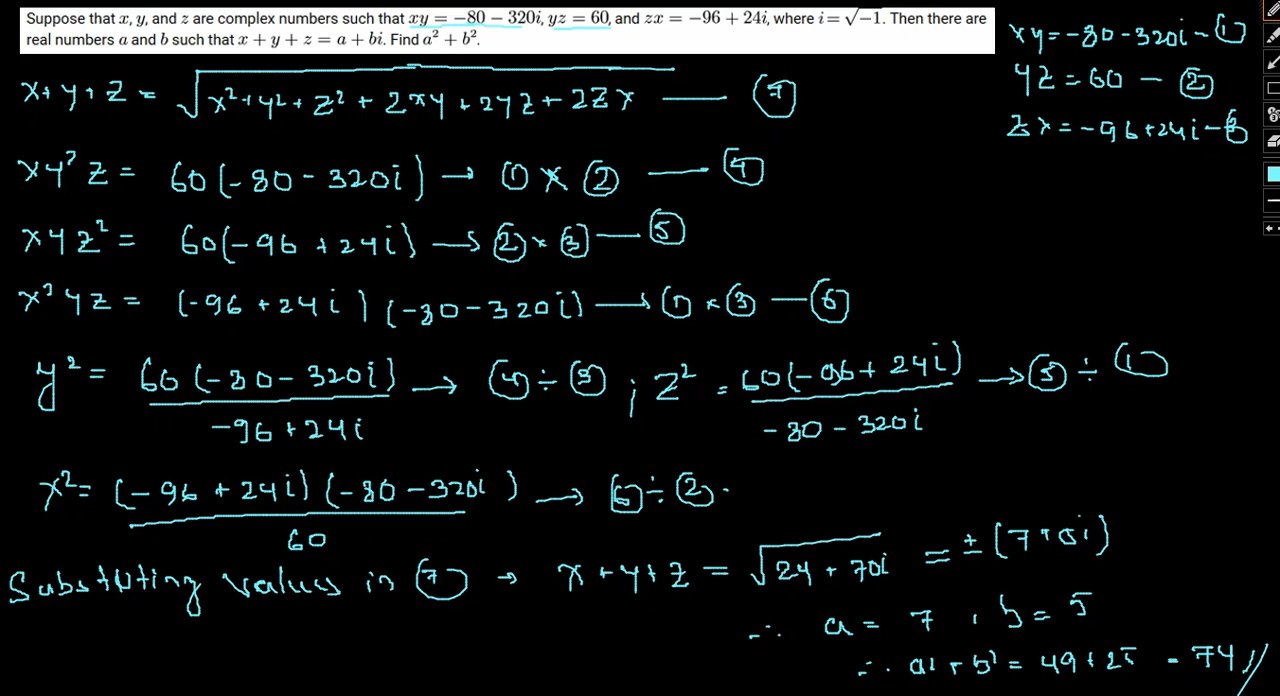 Suppose that x, y, and z are complex numbers such that xy = −80 − 320i, yz = 60, and zx = −96 + 24i, where i = √−1. Then there are
real numbers a and b such that x + y + z = a + bi. Find a² + b².
xy = -80 - 320i - ①
yz = 60 - ②
zx = -96 + 24i - ③
x + y + z = √(x² + y² + z² + 2xy + 2yz + 2zx) — ⑦
xy²z = 60(-80 - 320i) → ① × ② — ④
xyz² = 60(-96 + 24i) → ② × ③ — ⑤
x²yz = (-96 + 24i)(-80 - 320i) → ① × ③ — ⑥
y² = 60(-80 - 320i) / (-96 + 24i) → ④ ÷ ③ ; z² = 60(-96 + 24i) / (-80 - 320i) → ⑤ ÷ ①
x² = (-96 + 24i)(-80 - 320i) / 60 → ⑥ ÷ ② .
Substituting values in ⑦ → x + y + z = √(24 + 70i) = ± (7 + 5i)
∴ a = 7 , b = 5
∴ a² + b² = 49 + 25 = 74 //